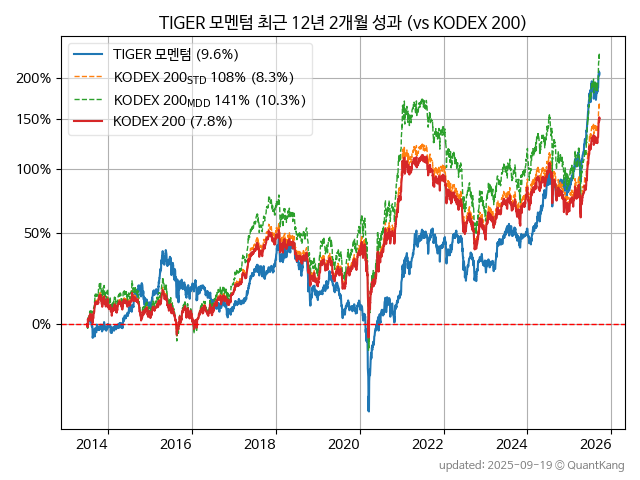 TIGER 모멘텀 최근 12년 2개월 성과 (vs KODEX 200)
TIGER 모멘텀 (9.6%)
KODEX 200STD 108% (8.3%)
KODEX 200MDD 141% (10.3%)
KODEX 200 (7.8%)
200%
150%
100%
50%
0%
2014 2016 2018 2020 2022 2024 2026
updated: 2025-09-19 © QuantKang